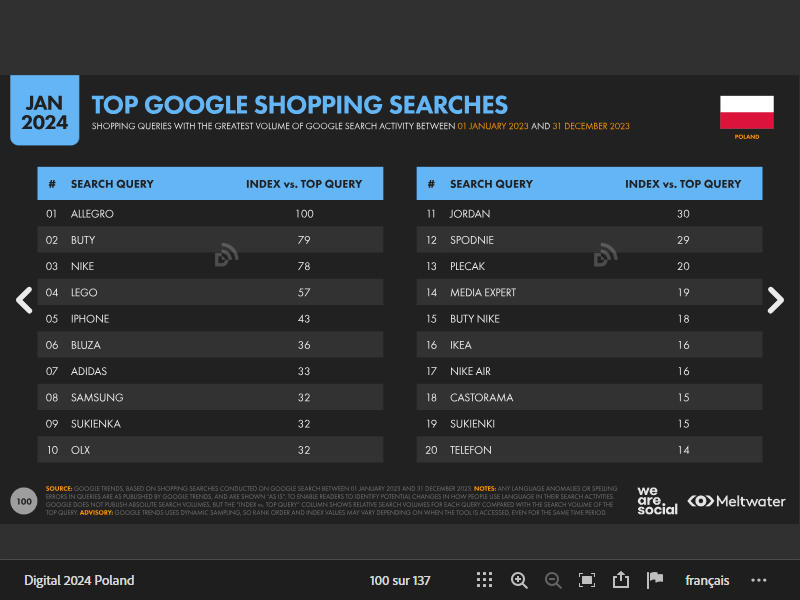 JAN
2024
TOP GOOGLE SHOPPING SEARCHES
SHOPPING QUERIES WITH THE GREATEST VOLUME OF GOOGLE SEARCH ACTIVITY BETWEEN 01 JANUARY 2023 AND 31 DECEMBER 2023
POLAND
# SEARCH QUERY INDEX vs. TOP QUERY
01 ALLEGRO 100
02 BUTY 79
03 NIKE 78
04 LEGO 57
05 IPHONE 43
06 BLUZA 36
07 ADIDAS 33
08 SAMSUNG 32
09 SUKIENKA 32
10 OLX 32
# SEARCH QUERY INDEX vs. TOP QUERY
11 JORDAN 30
12 SPODNIE 29
13 PLECAK 20
14 MEDIA EXPERT 19
15 BUTY NIKE 18
16 IKEA 16
17 NIKE AIR 16
18 CASTORAMA 15
19 SUKIENKI 15
20 TELEFON 14
100
SOURCE: GOOGLE TRENDS, BASED ON SHOPPING SEARCHES CONDUCTED ON GOOGLE SEARCH BETWEEN 01 JANUARY 2023 AND 31 DECEMBER 2023. NOTES: ANY LANGUAGE ANOMALIES OR SPELLING
ERRORS IN QUERIES ARE AS PUBLISHED BY GOOGLE TRENDS, AND ARE SHOWN "AS IS", TO ENABLE READERS TO IDENTIFY POTENTIAL CHANGES IN HOW PEOPLE USE LANGUAGE IN THEIR SEARCH ACTIVITIES.
GOOGLE DOES NOT PUBLISH ABSOLUTE SEARCH VOLUMES, BUT THE "INDEX vs. TOP QUERY" COLUMN SHOWS RELATIVE SEARCH VOLUMES FOR EACH QUERY COMPARED WITH THE SEARCH VOLUME OF THE
TOP QUERY. ADVISORY: GOOGLE TRENDS USES DYNAMIC SAMPLING, SO RANK ORDER AND INDEX VALUES MAY VARY DEPENDING ON WHEN THE TOOL IS ACCESSED, EVEN FOR THE SAME TIME PERIOD.
we
are.
social
Meltwater
Digital 2024 Poland
100 sur 137
français